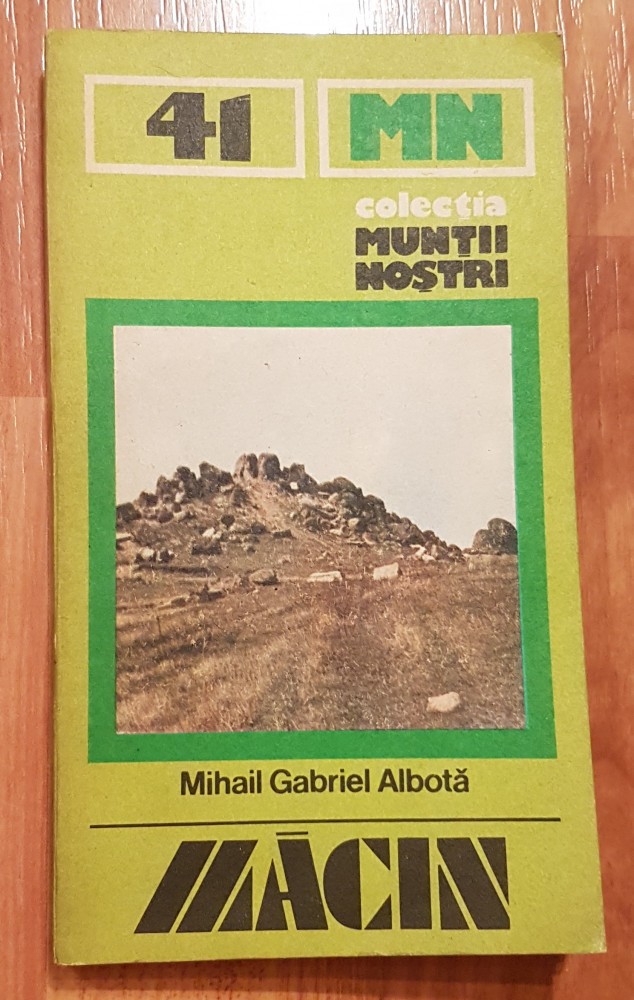 41
MN
colecția
MUNȚII
NOȘTRI
Mihail Gabriel Albotă
MĂCIN